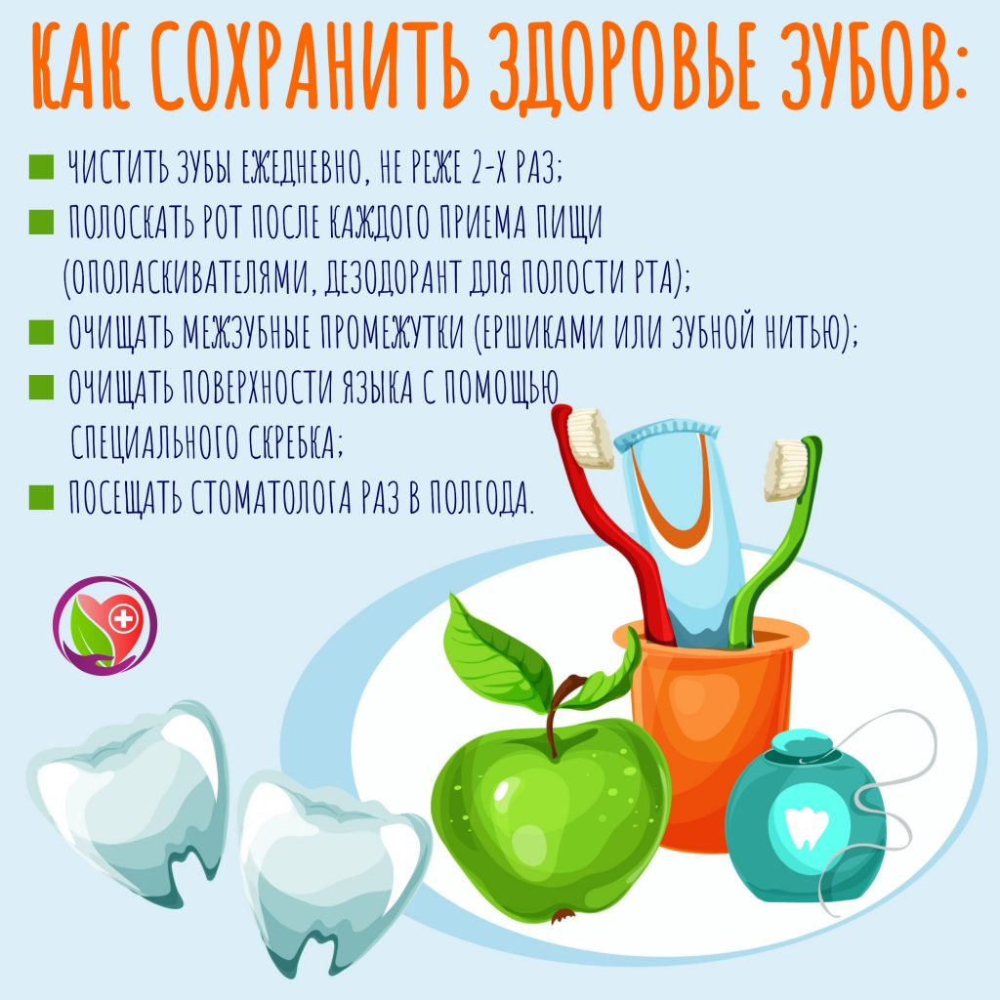 КАК СОХРАНИТЬ ЗДОРОВЬЕ ЗУБОВ:
ЧИСТИТЬ ЗУБЫ ЕЖЕДНЕВНО, НЕ РЕЖЕ 2-Х РАЗ;
ПОЛОСКАТЬ РОТ ПОСЛЕ КАЖДОГО ПРИЕМА ПИЩИ
(ОПОЛАСКИВАТЕЛЯМИ, ДЕЗОДОРАНТ ДЛЯ ПОЛОСТИ РТА);
ОЧИЩАТЬ МЕЖЗУБНЫЕ ПРОМЕЖУТКИ (ЕРШИКАМИ ИЛИ ЗУБНОЙ НИТЬЮ);
ОЧИЩАТЬ ПОВЕРХНОСТИ ЯЗЫКА С ПОМОЩЬЮ
СПЕЦИАЛЬНОГО СКРЕБКА;
ПОСЕЩАТЬ СТОМАТОЛОГА РАЗ В ПОЛГОДА.